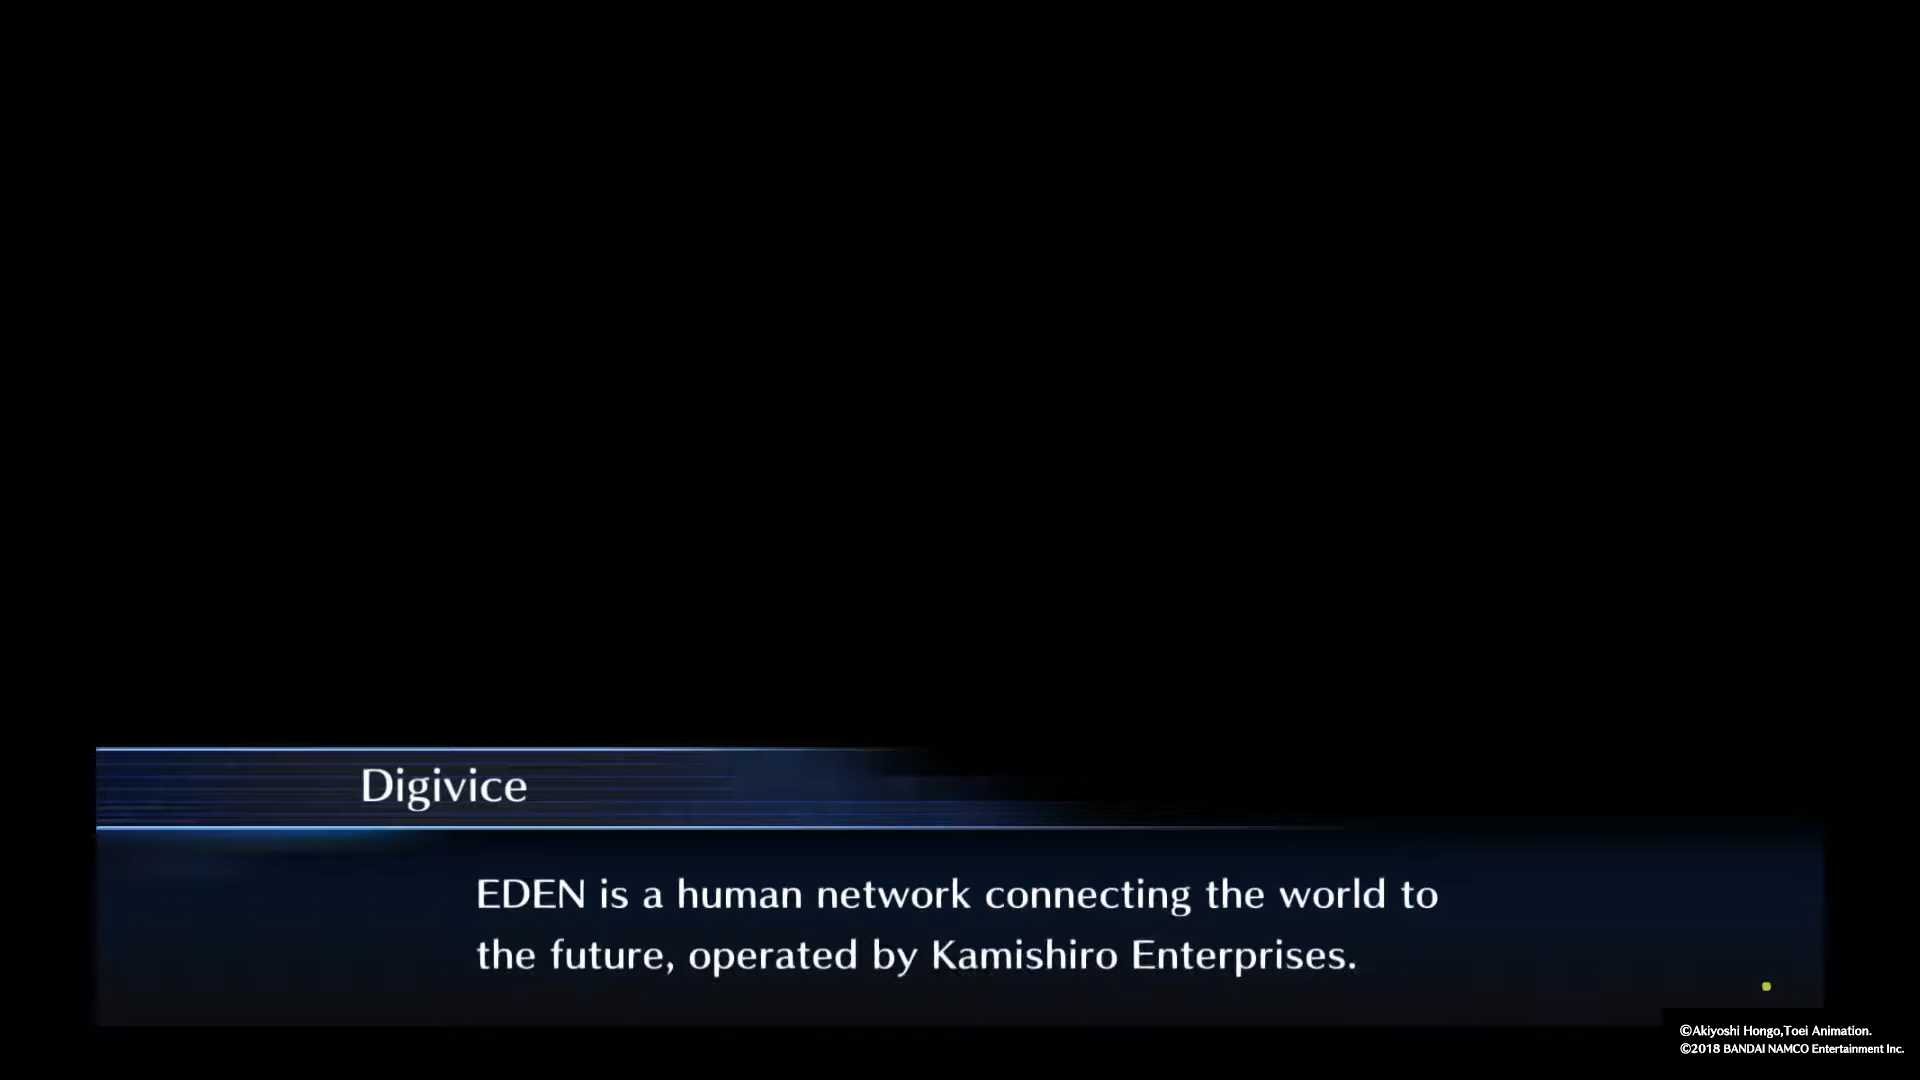 Digivice
EDEN is a human network connecting the world to
the future, operated by Kamishiro Enterprises.
©Akiyoshi Hongo,Toei Animation.
©2018 BANDAI NAMCO Entertainment Inc.